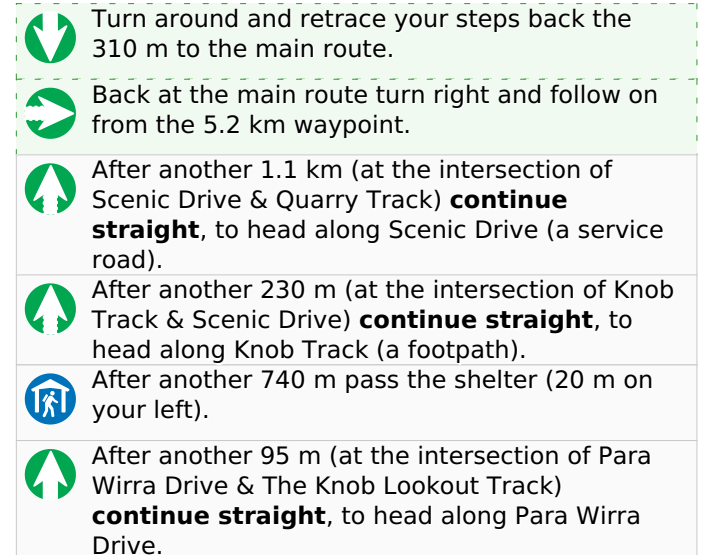 Turn around and retrace your steps back the
310 m to the main route.
Back at the main route turn right and follow on
from the 5.2 km waypoint.
After another 1.1 km (at the intersection of
Scenic Drive & Quarry Track) continue
straight, to head along Scenic Drive (a service
road).
After another 230 m (at the intersection of Knob
Track & Scenic Drive) continue straight, to
head along Knob Track (a footpath).
After another 740 m pass the shelter (20 m on
your left).
After another 95 m (at the intersection of Para
Wirra Drive & The Knob Lookout Track)
continue straight, to head along Para Wirra
Drive.